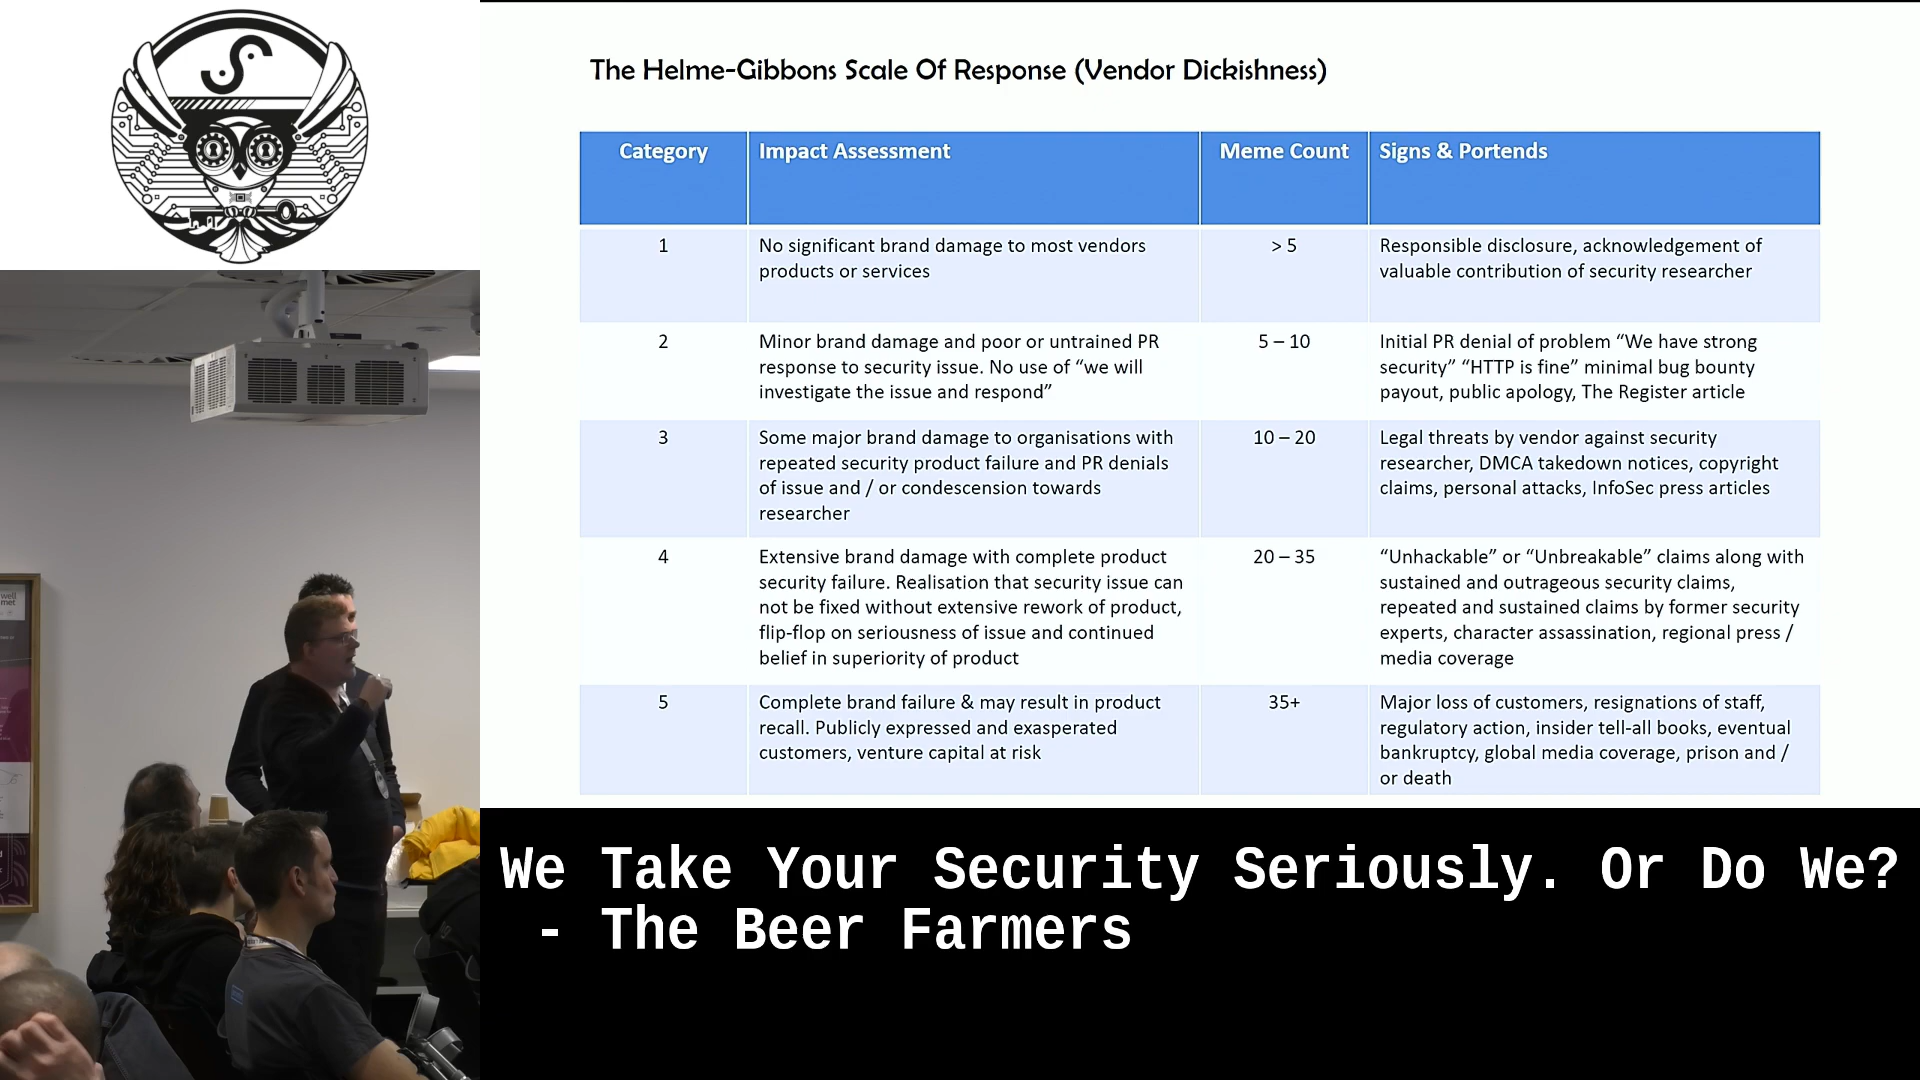 The Helme-Gibbons Scale Of Response (Vendor Dickishness)
Category Impact Assessment Meme Count Signs & Portends
1
No significant brand damage to most vendors
products or services
> 5
Responsible disclosure, acknowledgement of
valuable contribution of security researcher
2
Minor brand damage and poor or untrained PR
response to security issue. No use of “we will
investigate the issue and respond”
5 – 10
Initial PR denial of problem “We have strong
security” “HTTP is fine” minimal bug bounty
payout, public apology, The Register article
3
Some major brand damage to organisations with
repeated security product failure and PR denials
of issue and / or condescension towards
researcher
10 – 20
Legal threats by vendor against security
researcher, DMCA takedown notices, copyright
claims, personal attacks, InfoSec press articles
4
Extensive brand damage with complete product
security failure. Realisation that security issue can
not be fixed without extensive rework of product,
flip-flop on seriousness of issue and continued
belief in superiority of product
20 – 35
“Unhackable” or “Unbreakable” claims along with
sustained and outrageous security claims,
repeated and sustained claims by former security
experts, character assassination, regional press /
media coverage
5
Complete brand failure & may result in product
recall. Publicly expressed and exasperated
customers, venture capital at risk
35+
Major loss of customers, resignations of staff,
regulatory action, insider tell-all books, eventual
bankruptcy, global media coverage, prison and /
or death
well
met
We Take Your Security Seriously. Or Do We?
- The Beer Farmers